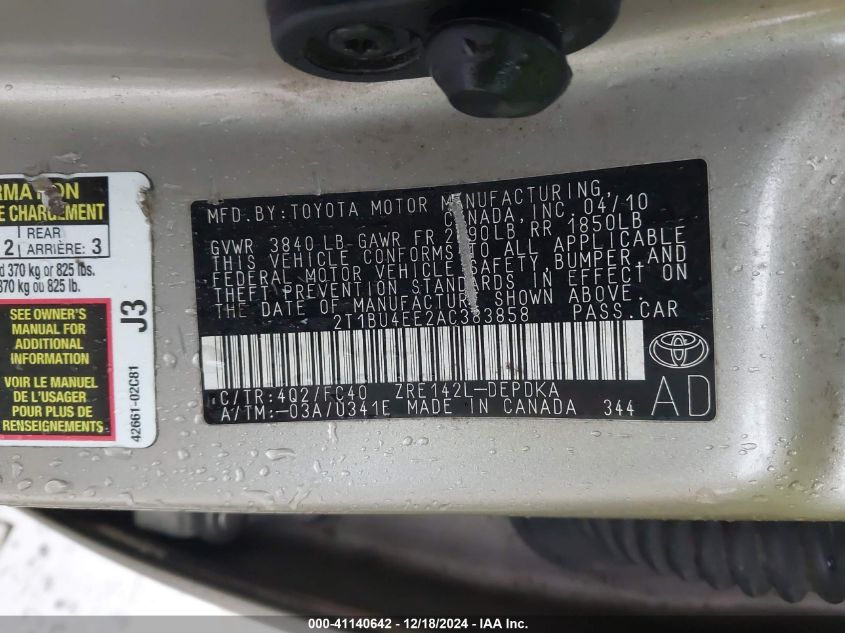 RMATION
E CHARGEMENT
2
REAR
ARRIÈRE: 3
d 370 kg or 825 lbs.
370 kg ou 825 lb.
SEE OWNER'S
MANUAL FOR
ADDITIONAL
INFORMATION
VOIR LE MANUEL
DE L'USAGER
POUR PLUS DE
RENSEIGNEMENTS
J3
42661-02C81
MFD.BY:TOYOTA MOTOR MANUFACTURING,
CANADA, INC. 04/10
GVWR 3840 LB-GAWR FR 2 90LB RR 1850LB
THIS VEHICLE CONFORMS TO ALL APPLICABLE
FEDERAL MOTOR VEHICLE SAFETY, BUMPER, AND
THEFT PREVENTION STANDARDS IN EFFECT ON
THE DATE OF MANUFACTURE SHOWN ABOVE.
2T1BU4EE2AC383858 PASS.CAR
C/TR:4Q2/FC40 ZRE142L-DEPDKA
A/TM:-03A/U341E MADE IN CANADA 344
AD
000-41140642 - 12/18/2024 - IAA Inc.